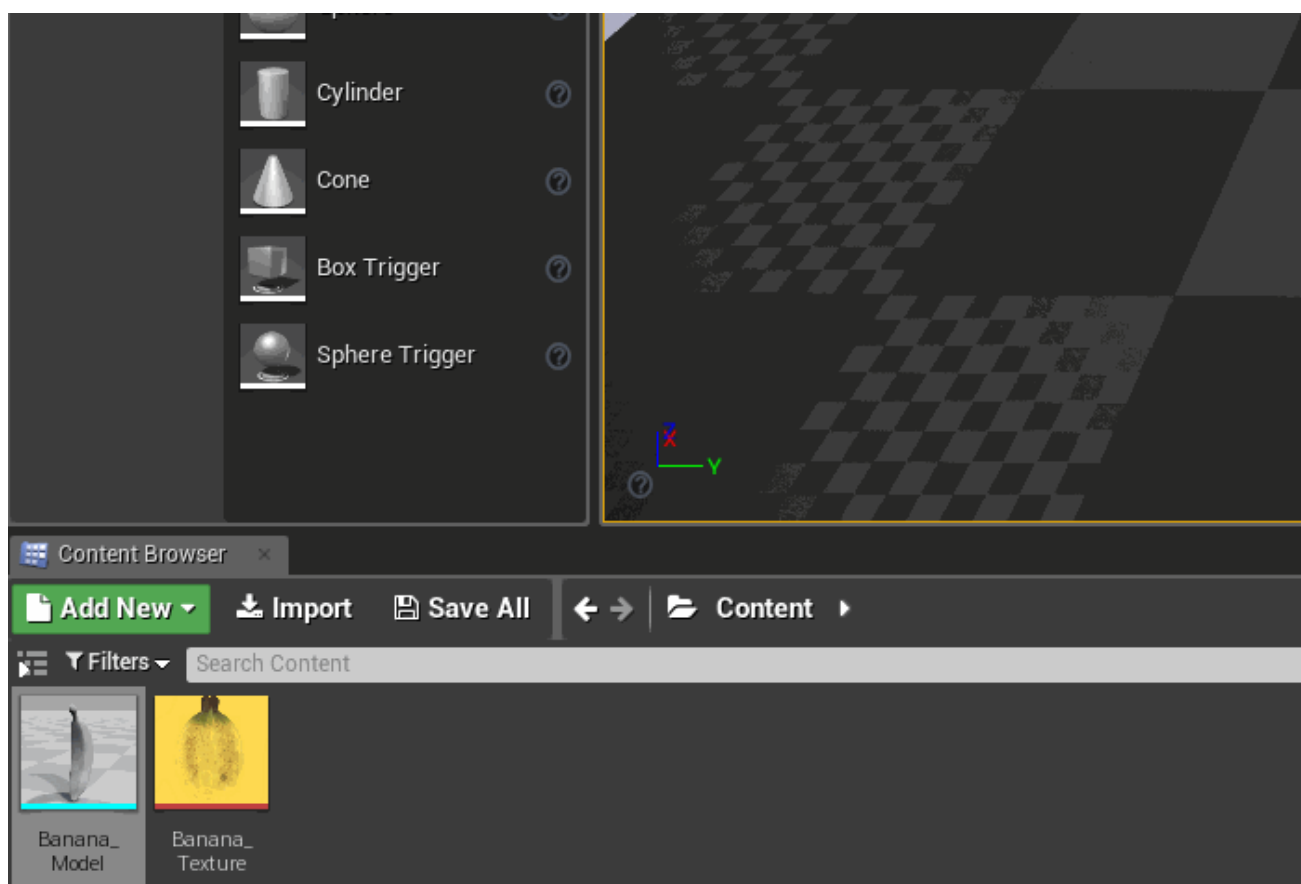 Cylinder
Cone
Box Trigger
Sphere Trigger
Z
X
Y
Content Browser
Add New
Import
Save All
Content
Filters
Search Content
Banana_
Model
Banana_
Texture